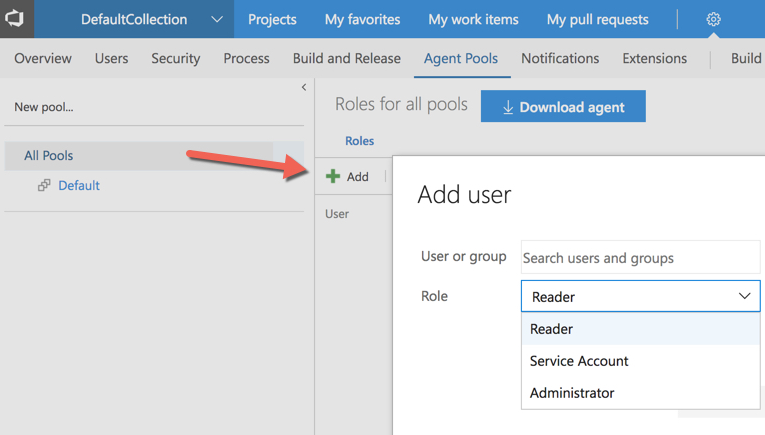 DefaultCollection Projects My favorites My work items My pull requests
Overview Users Security Process Build and Release Agent Pools Notifications Extensions Build
New pool...
Roles for all pools Download agent
Roles
All Pools
Add
Default
Add user
User
User or group Search users and groups
Role Reader
Reader
Service Account
Administrator